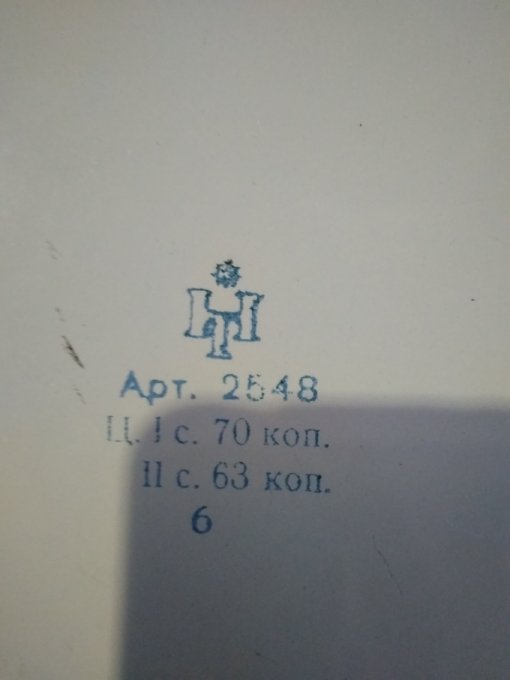 Арт. 2548
Ц. I с. 70 коп.
II с. 63 коп.
6